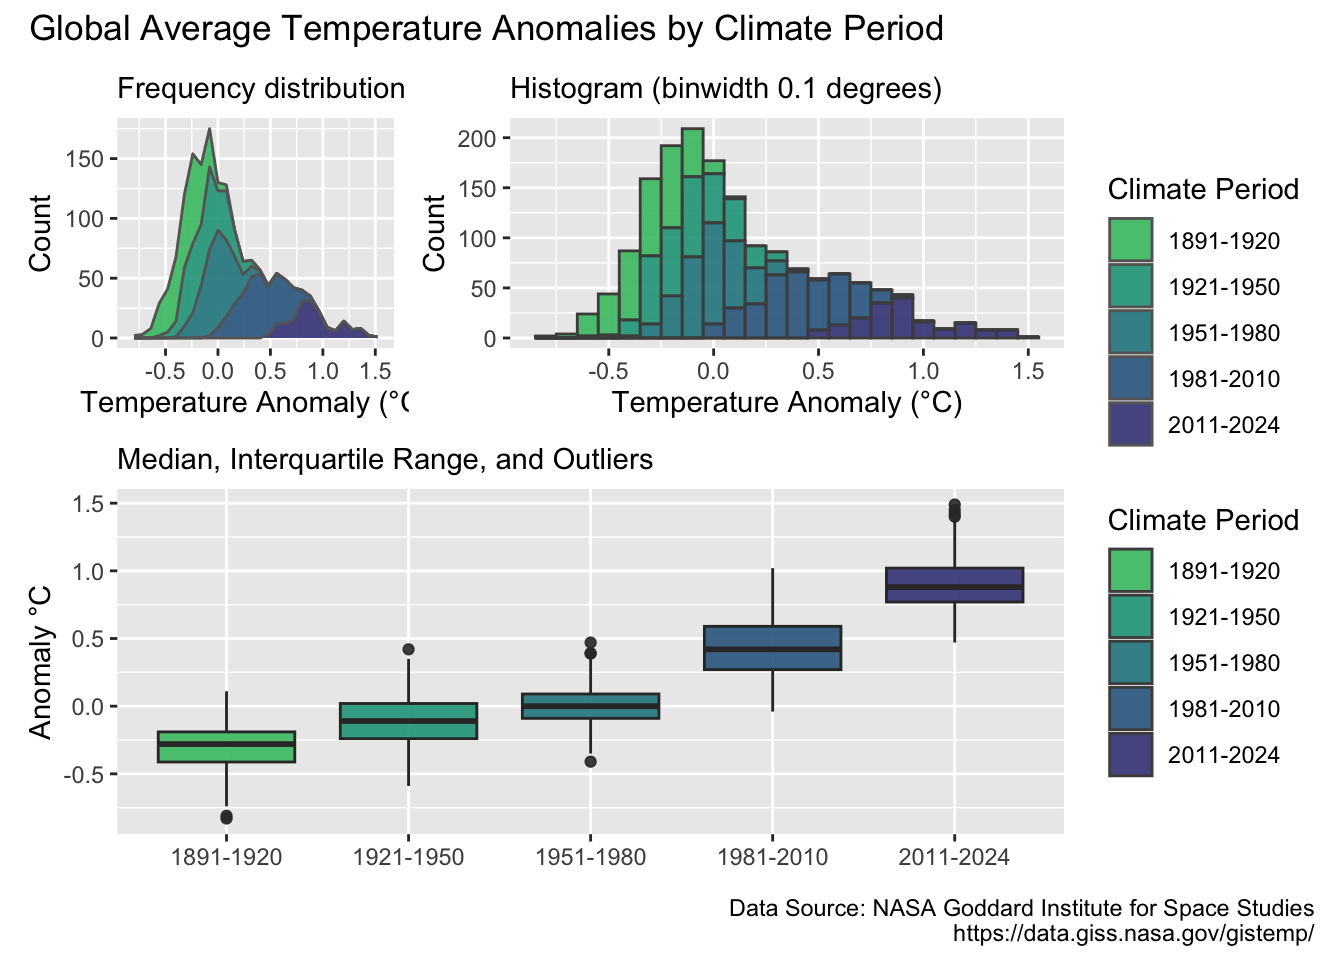 Global Average Temperature Anomalies by Climate Period
Frequency distribution
150
100
50
0
Count
-0.5 0.0 0.5 1.0 1.5
Temperature Anomaly (°C
Histogram (binwidth 0.1 degrees)
200
150
100
50
0
Count
-0.5 0.0 0.5 1.0 1.5
Temperature Anomaly (°C)
Climate Period
1891-1920
1921-1950
1951-1980
1981-2010
2011-2024
Median, Interquartile Range, and Outliers
1.5
1.0
0.5
0.0
-0.5
Anomaly °C
1891-1920 1921-1950 1951-1980 1981-2010 2011-2024
Climate Period
1891-1920
1921-1950
1951-1980
1981-2010
2011-2024
Data Source: NASA Goddard Institute for Space Studies
https://data.giss.nasa.gov/gistemp/